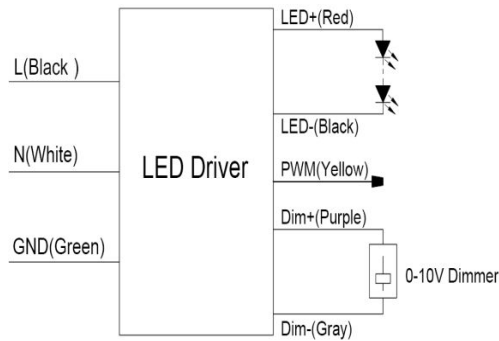 LED+(Red)
L(Black )
LED-(Black)
N(White)
LED Driver
PWM(Yellow)
Dim+(Purple)
GND(Green)
0-10V Dimmer
Dim-(Gray)